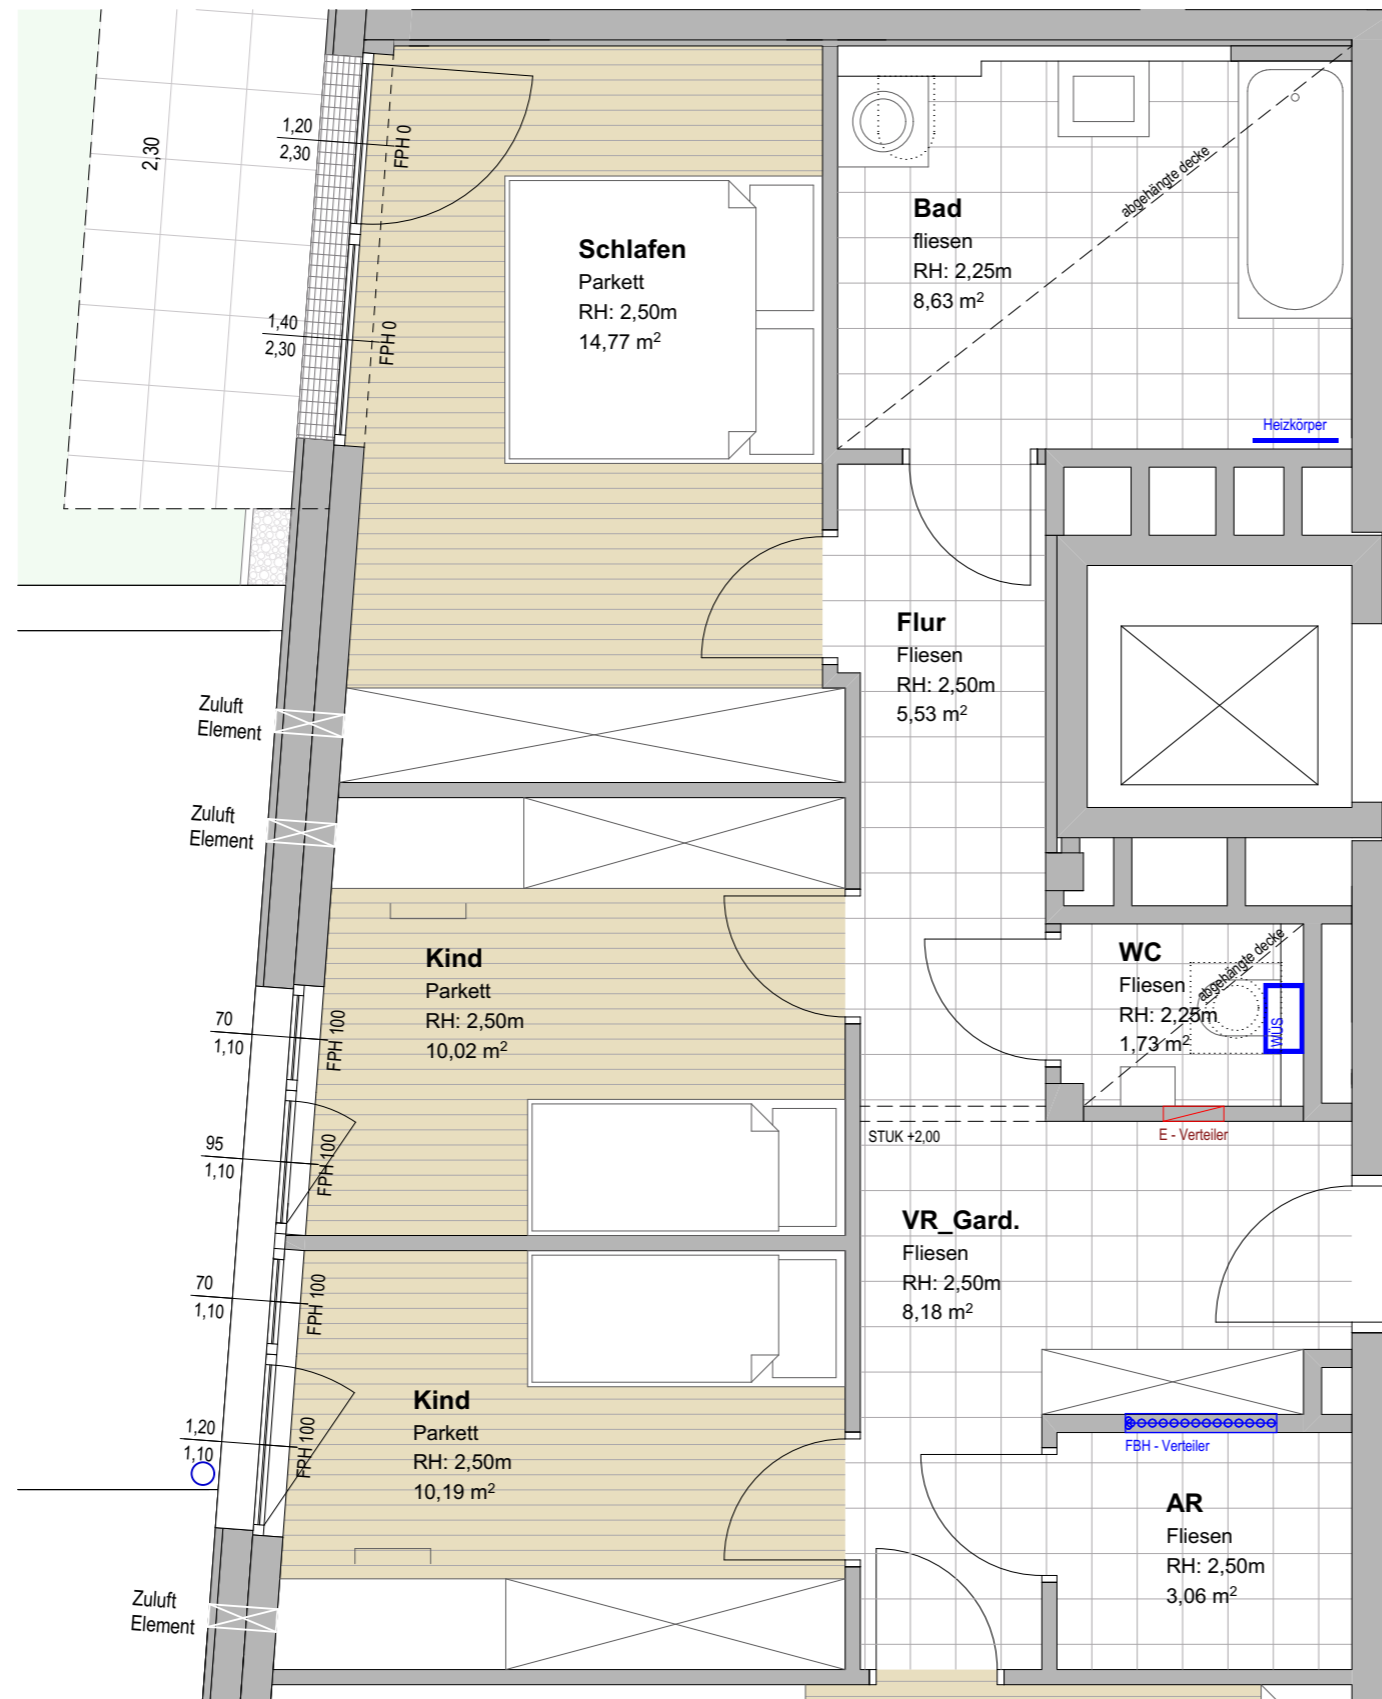 2,30
1,20
2,30
FPH 0
1,40
2,30
FPH 0
Schlafen
Parkett
RH: 2,50m
14,77 m²
Bad
fliesen
RH: 2,25m
8,63 m²
abgehängte decke
Heizkörper
Flur
Fliesen
RH: 2,50m
5,53 m²
Zuluft
Element
Zuluft
Element
Kind
Parkett
RH: 2,50m
10,02 m²
70
1,10
FPH 100
95
1,10
FPH 100
WC
Fliesen
RH: 2,25m
1,73 m²
abgehängte decke
WUS
STUK +2,00
E - Verteiler
VR_Gard.
Fliesen
RH: 2,50m
8,18 m²
70
1,10
FPH 100
Kind
Parkett
RH: 2,50m
10,19 m²
1,20
1,10
FPH 100
FBH - Verteiler
AR
Fliesen
RH: 2,50m
3,06 m²
Zuluft
Element